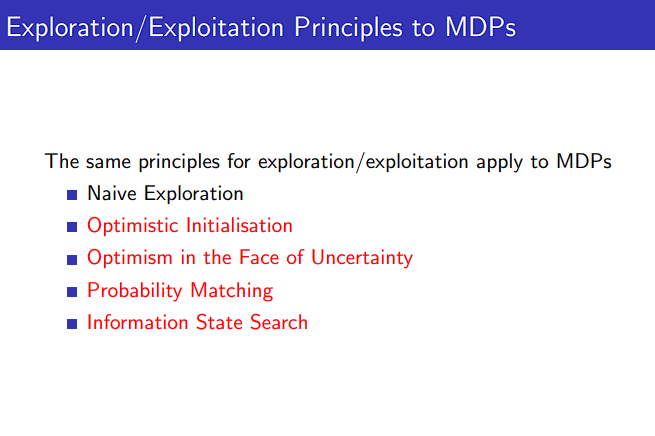 Exploration/Exploitation Principles to MDPs
The same principles for exploration/exploitation apply to MDPs
Naive Exploration
Optimistic Initialisation
Optimism in the Face of Uncertainty
Probability Matching
Information State Search